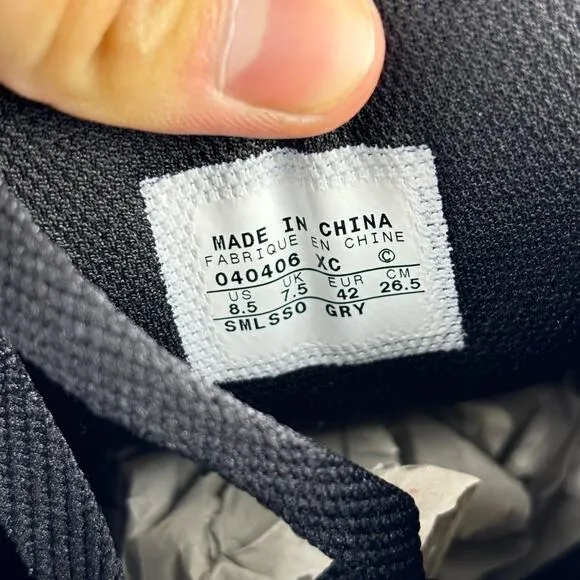 MADE IN CHINA
FABRIQUE EN CHINE
040406 XC ©
US UK EUR CM
8.5 7.5 42 26.5
SMLSSO GRY